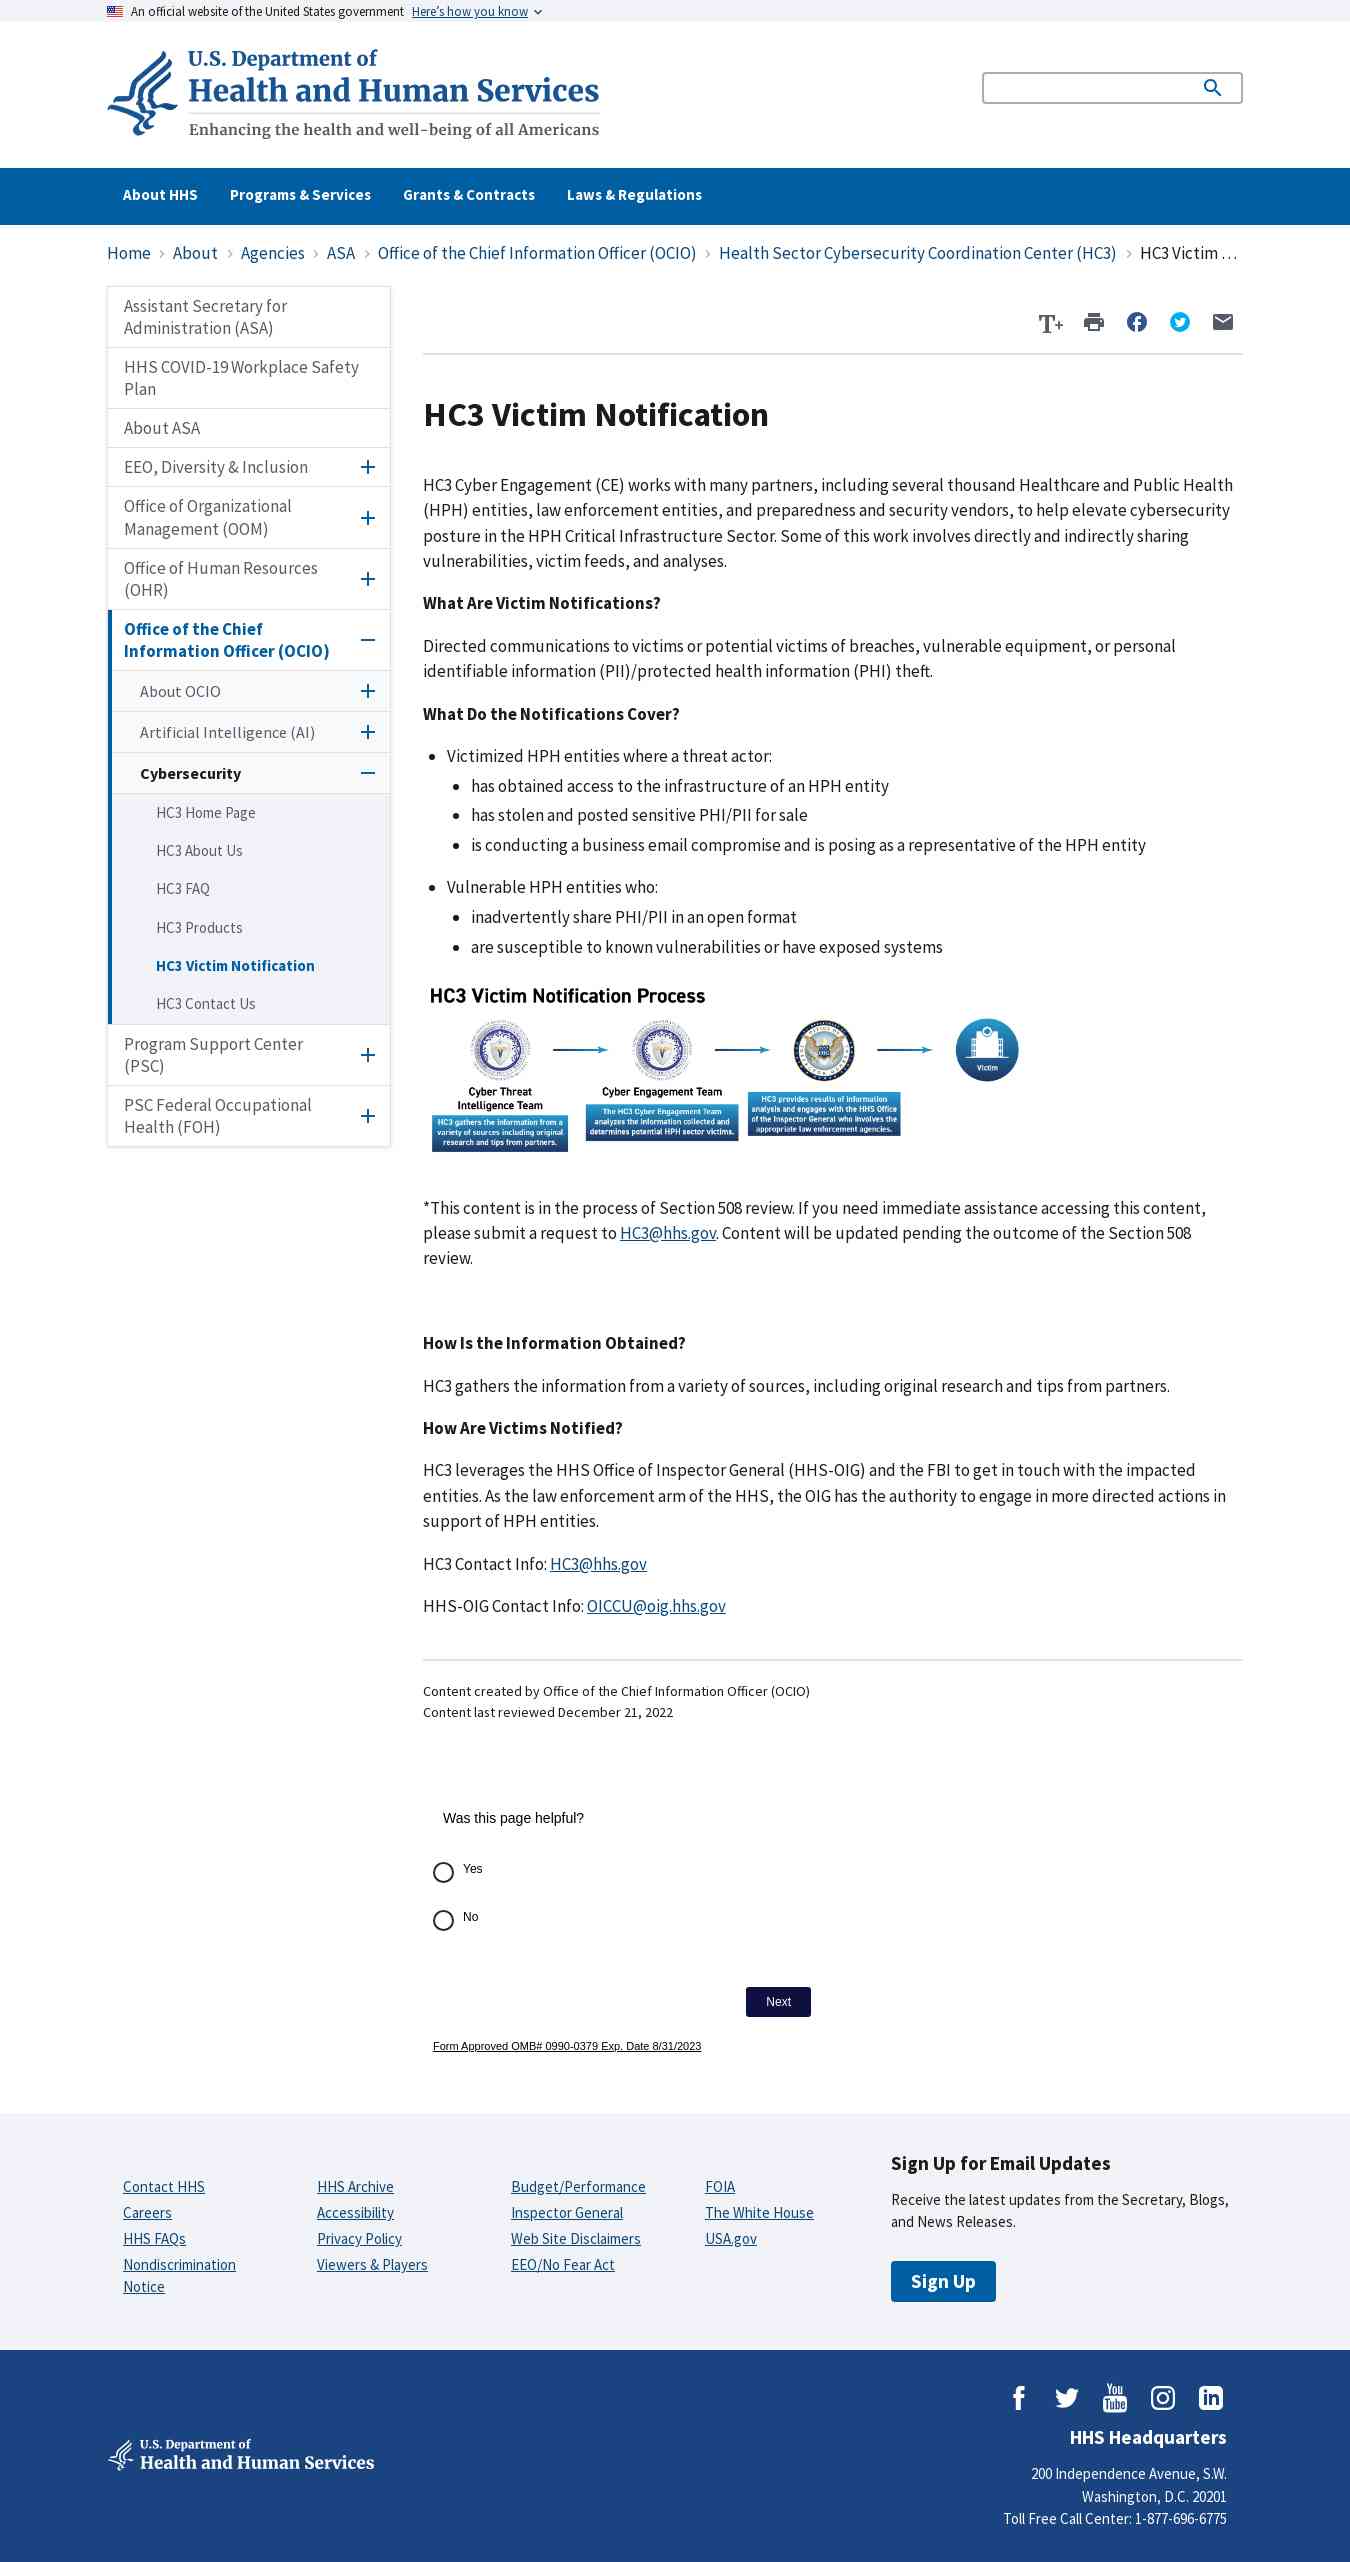 An official website of the United States government Here's how you know
U.S. Department of
Health and Human Services
Enhancing the health and well-being of all Americans
About HHS Programs & Services Grants & Contracts Laws & Regulations
Home About Agencies ASA Office of the Chief Information Officer (OCIO) Health Sector Cybersecurity Coordination Center (HC3) HC3 Victim …
Assistant Secretary for
Administration (ASA)
HHS COVID-19 Workplace Safety
Plan
About ASA
EEO, Diversity & Inclusion
Office of Organizational
Management (OOM)
Office of Human Resources
(OHR)
Office of the Chief
Information Officer (OCIO)
About OCIO
Artificial Intelligence (AI)
Cybersecurity
HC3 Home Page
HC3 About Us
HC3 FAQ
HC3 Products
HC3 Victim Notification
HC3 Contact Us
Program Support Center
(PSC)
PSC Federal Occupational
Health (FOH)
T+
HC3 Victim Notification
HC3 Cyber Engagement (CE) works with many partners, including several thousand Healthcare and Public Health
(HPH) entities, law enforcement entities, and preparedness and security vendors, to help elevate cybersecurity
posture in the HPH Critical Infrastructure Sector. Some of this work involves directly and indirectly sharing
vulnerabilities, victim feeds, and analyses.
What Are Victim Notifications?
Directed communications to victims or potential victims of breaches, vulnerable equipment, or personal
identifiable information (PII)/protected health information (PHI) theft.
What Do the Notifications Cover?
Victimized HPH entities where a threat actor:
has obtained access to the infrastructure of an HPH entity
has stolen and posted sensitive PHI/PII for sale
is conducting a business email compromise and is posing as a representative of the HPH entity
Vulnerable HPH entities who:
inadvertently share PHI/PII in an open format
are susceptible to known vulnerabilities or have exposed systems
HC3 Victim Notification Process
Cyber Threat
Intelligence Team
HC3 gathers the information from a
variety of sources including original
research and tips from partners.
Cyber Engagement Team
The HC3 Cyber Engagement Team
analyzes the information collected and
determines potential HPH sector victims.
HC3 provides results of information
analysis and engages with the HHS Office
of the Inspector General who involves the
appropriate law enforcement agencies.
Victim
*This content is in the process of Section 508 review. If you need immediate assistance accessing this content,
please submit a request to HC3@hhs.gov. Content will be updated pending the outcome of the Section 508
review.
How Is the Information Obtained?
HC3 gathers the information from a variety of sources, including original research and tips from partners.
How Are Victims Notified?
HC3 leverages the HHS Office of Inspector General (HHS-OIG) and the FBI to get in touch with the impacted
entities. As the law enforcement arm of the HHS, the OIG has the authority to engage in more directed actions in
support of HPH entities.
HC3 Contact Info: HC3@hhs.gov
HHS-OIG Contact Info: OICCU@oig.hhs.gov
Content created by Office of the Chief Information Officer (OCIO)
Content last reviewed December 21, 2022
Was this page helpful?
Yes
No
Next
Form Approved OMB# 0990-0379 Exp. Date 8/31/2023
Contact HHS
Careers
HHS FAQs
Nondiscrimination
Notice
HHS Archive
Accessibility
Privacy Policy
Viewers & Players
Budget/Performance
Inspector General
Web Site Disclaimers
EEO/No Fear Act
FOIA
The White House
USA.gov
Sign Up for Email Updates
Receive the latest updates from the Secretary, Blogs,
and News Releases.
Sign Up
U.S. Department of
Health and Human Services
You
Tube
in
HHS Headquarters
200 Independence Avenue, S.W.
Washington, D.C. 20201
Toll Free Call Center: 1-877-696-6775